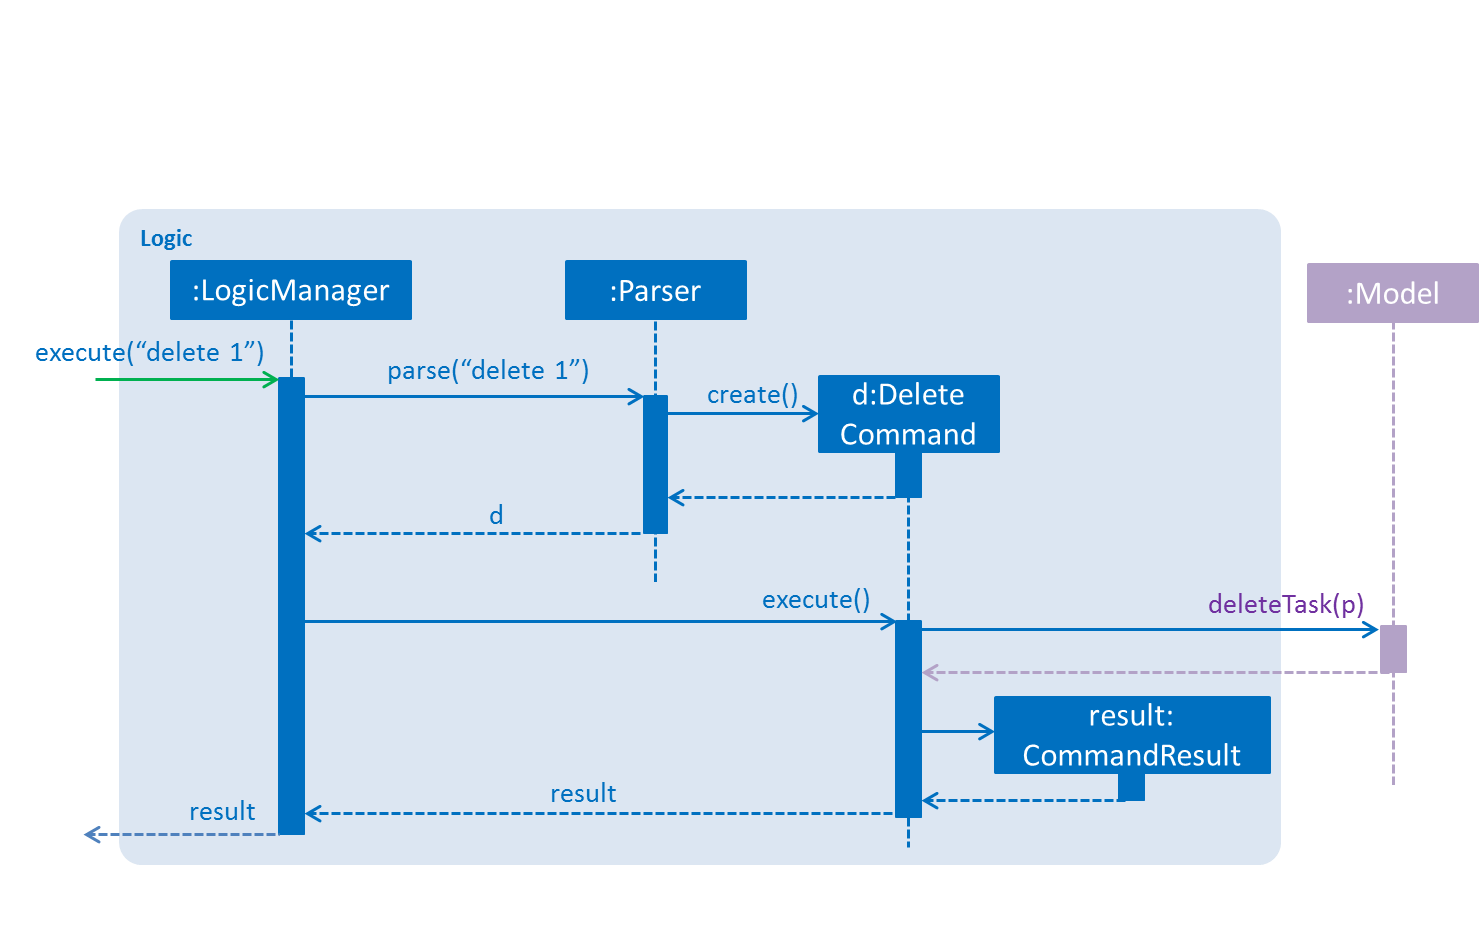 Logic
:LogicManager
:Parser
:Model
execute(“delete 1”)
parse(“delete 1”)
create()
d:Delete
Command
d
execute()
deleteTask(p)
result:
CommandResult
result
result